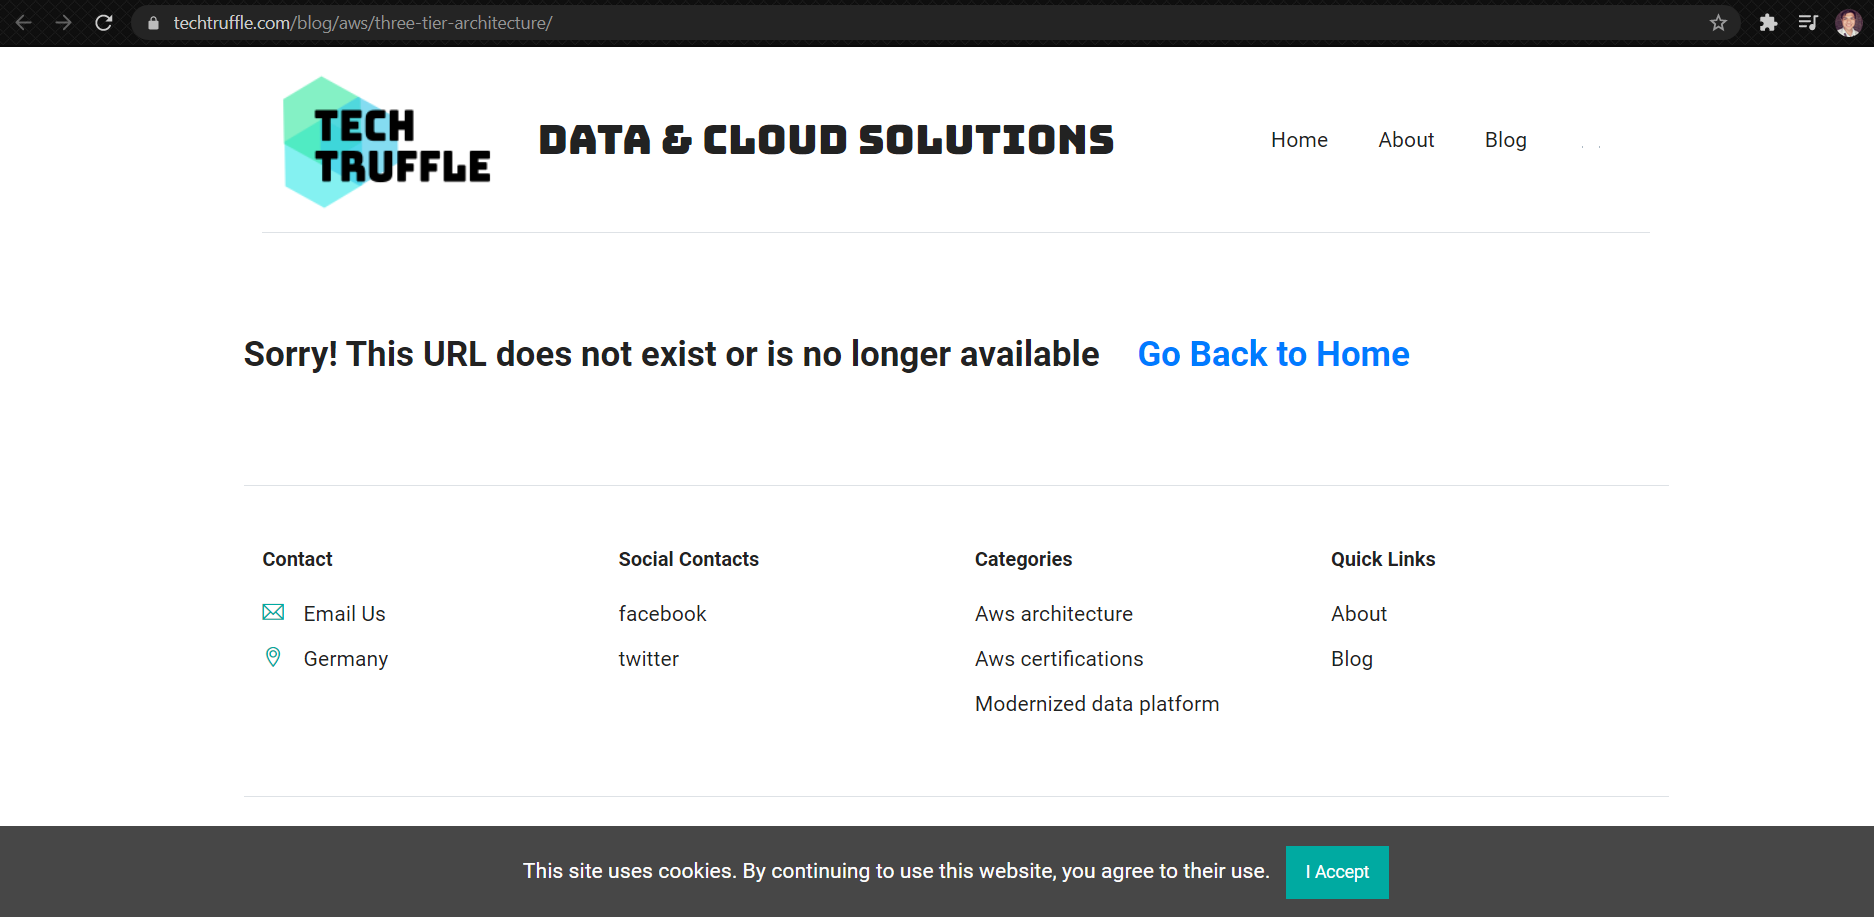 techtruffle.com/blog/aws/three-tier-architecture/
TECH
TRUFFLE
DATA & CLOUD SOLUTIONS
Home About Blog
Sorry! This URL does not exist or is no longer available Go Back to Home
Contact Social Contacts Categories Quick Links
Email Us facebook Aws architecture About
Germany twitter Aws certifications Blog
Modernized data platform
This site uses cookies. By continuing to use this website, you agree to their use. I Accept